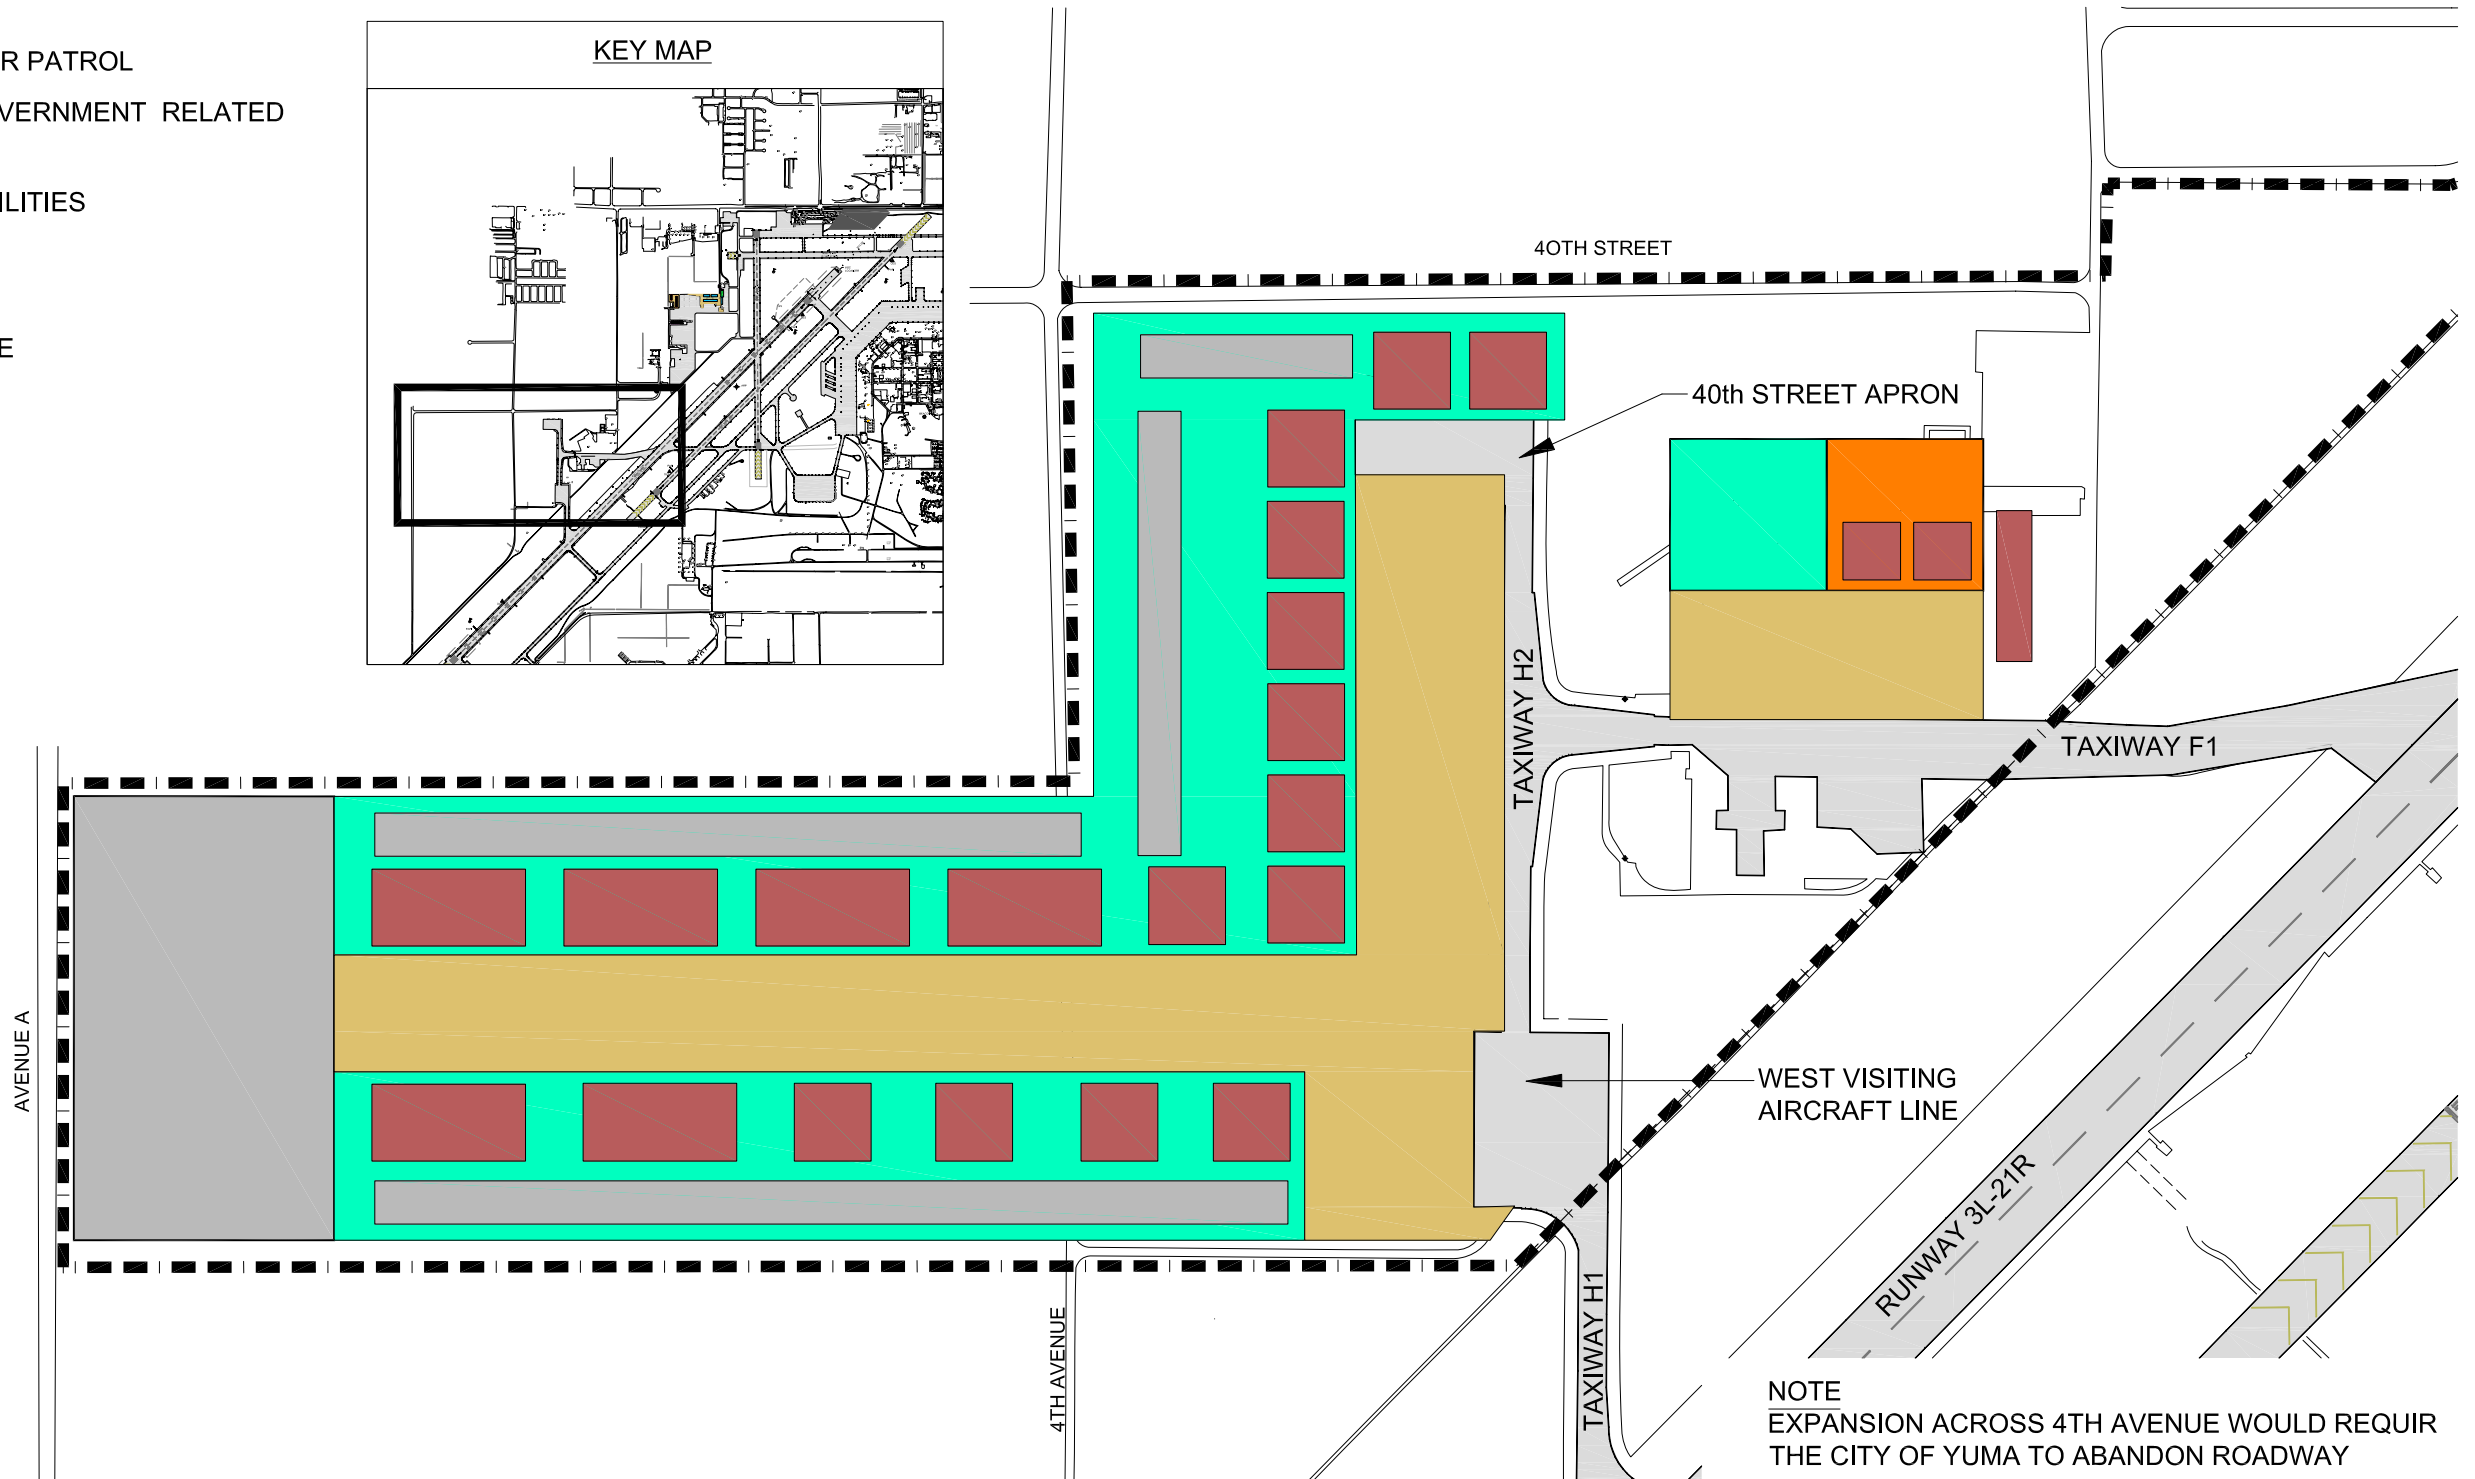 R PATROL
VERNMENT RELATED
ILITIES
E
KEY MAP
4OTH STREET
40th STREET APRON
TAXIWAY H2
TAXIWAY F1
AVENUE A
WEST VISITING
AIRCRAFT LINE
RUNWAY 3L-21R
4TH AVENUE
TAXIWAY H1
NOTE
EXPANSION ACROSS 4TH AVENUE WOULD REQUIR
THE CITY OF YUMA TO ABANDON ROADWAY